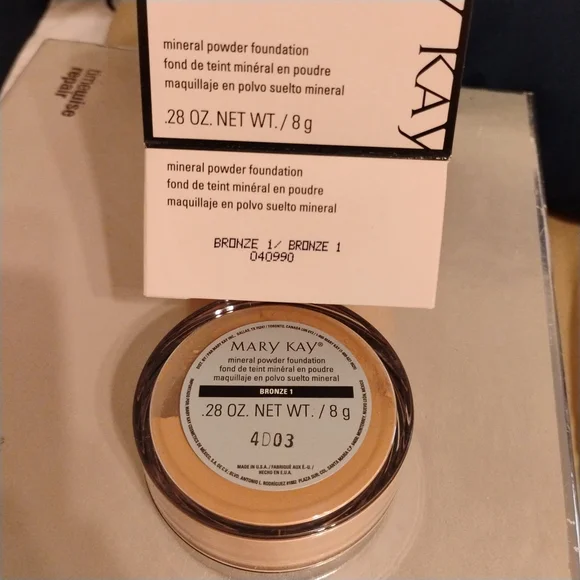 timewise
repair
Y KAY
mineral powder foundation
fond de teint minéral en poudre
maquillaje en polvo suelto mineral
.28 OZ. NET WT. / 8 g
mineral powder foundation
fond de teint minéral en poudre
maquillaje en polvo suelto mineral
BRONZE 1/ BRONZE 1
040990
MARY KAY®
mineral powder foundation
fond de teint minéral en poudre
maquillaje en polvo suelto mineral
BRONZE 1
.28 OZ. NET WT. / 8 g
4D03
MADE IN U.S.A. / FABRIQUÉ AUX É.-U. /
HECHO EN E.U.A.